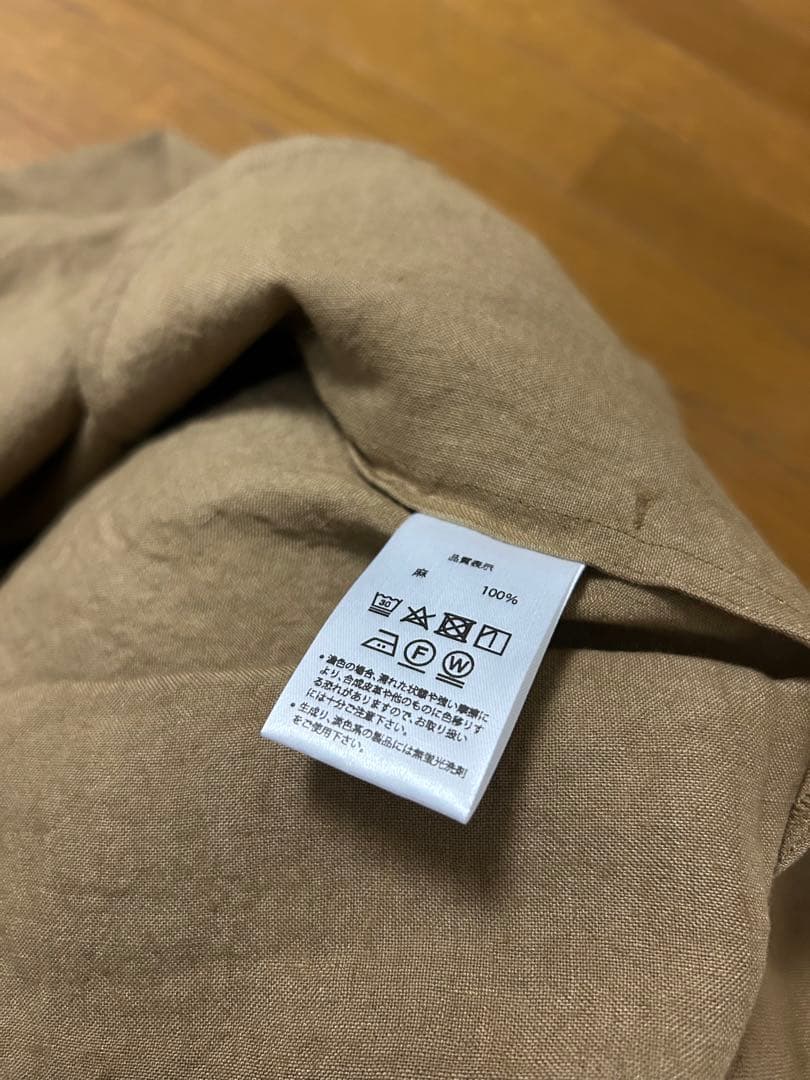 品質表示
麻 100%
30
F W
• 濃色の場合、濡れた状態や強い摩擦に
より、合成皮革や他のものに色移りす
る恐れがありますので、お取り扱い
には十分ご注意下さい。
• 生成り、淡色系の製品には無蛍光洗剤
をご使用下さい。